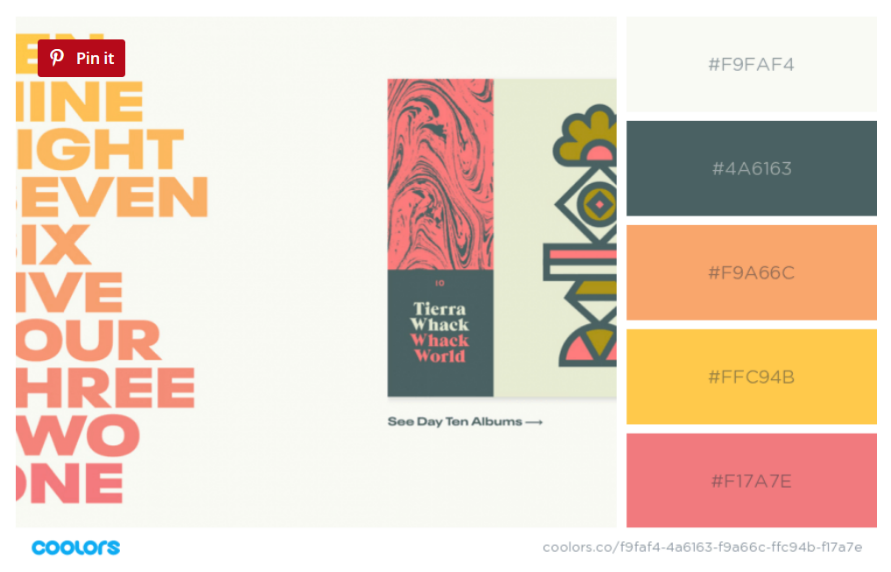 EN
Pin it
INE
IGHT
EVEN
IX
IVE
OUR
HREE
WO
ONE
10
Tierra
Whack
Whack
World
See Day Ten Albums ⟶
#F9FAF4
#4A6163
#F9A66C
#FFC94B
#F17A7E
coolors
coolors.co/f9faf4-4a6163-f9a66c-ffc94b-f17a7e